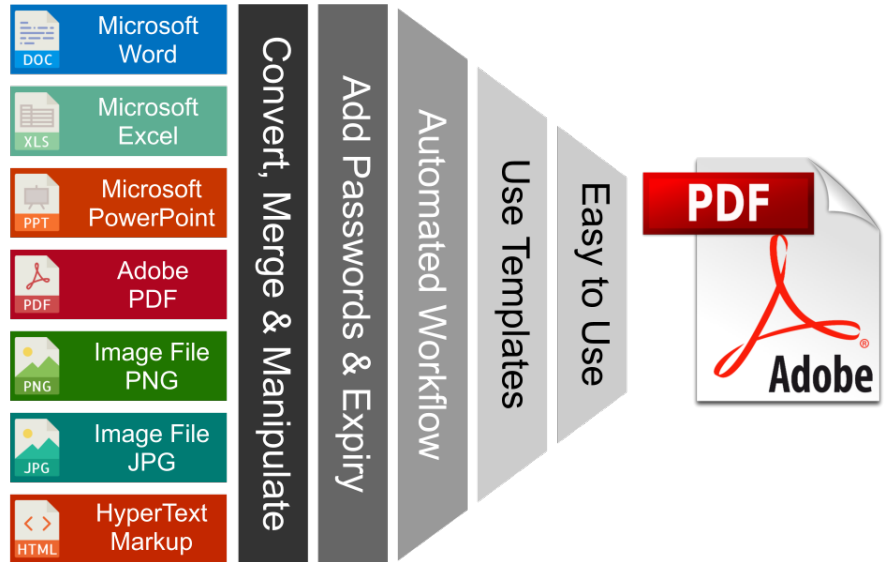 DOC
Microsoft
Word
XLS
Microsoft
Excel
PPT
Microsoft
PowerPoint
PDF
Adobe
PDF
PNG
Image File
PNG
JPG
Image File
JPG
HTML
HyperText
Markup
Convert, Merge & Manipulate
Add Passwords & Expiry
Automated Workflow
Use Templates
Easy to Use
PDF
®
Adobe